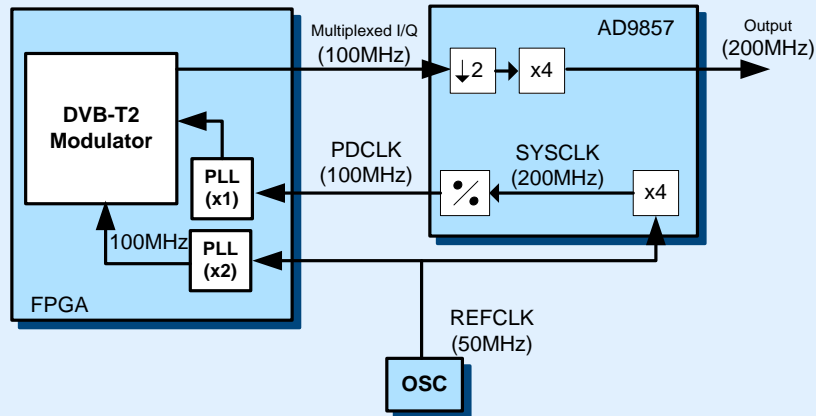 Multiplexed I/Q
(100MHz)
AD9857
Output
(200MHz)
DVB-T2
Modulator
↓2
x4
PDCLK
(100MHz)
SYSCLK
(200MHz)
PLL
(x1)
x4
100MHz
PLL
(x2)
FPGA
REFCLK
(50MHz)
OSC